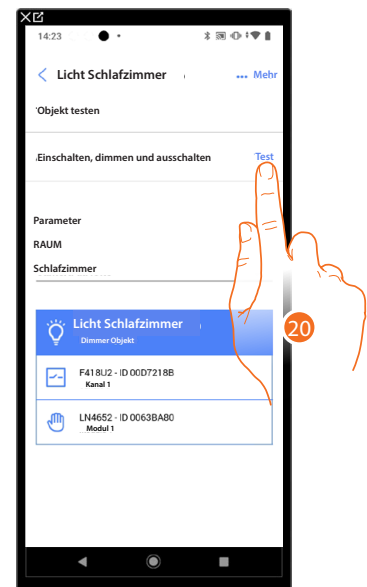 14:23
Licht Schlafzimmer
Mehr
Objekt testen
Einschalten, dimmen und ausschalten
Test
Parameter
RAUM
Schlafzimmer
Licht Schlafzimmer
Dimmer Objekt
F418U2 - ID 00D7218B
Kanal 1
LN4652 - ID 0063BA80
Modul 1
20